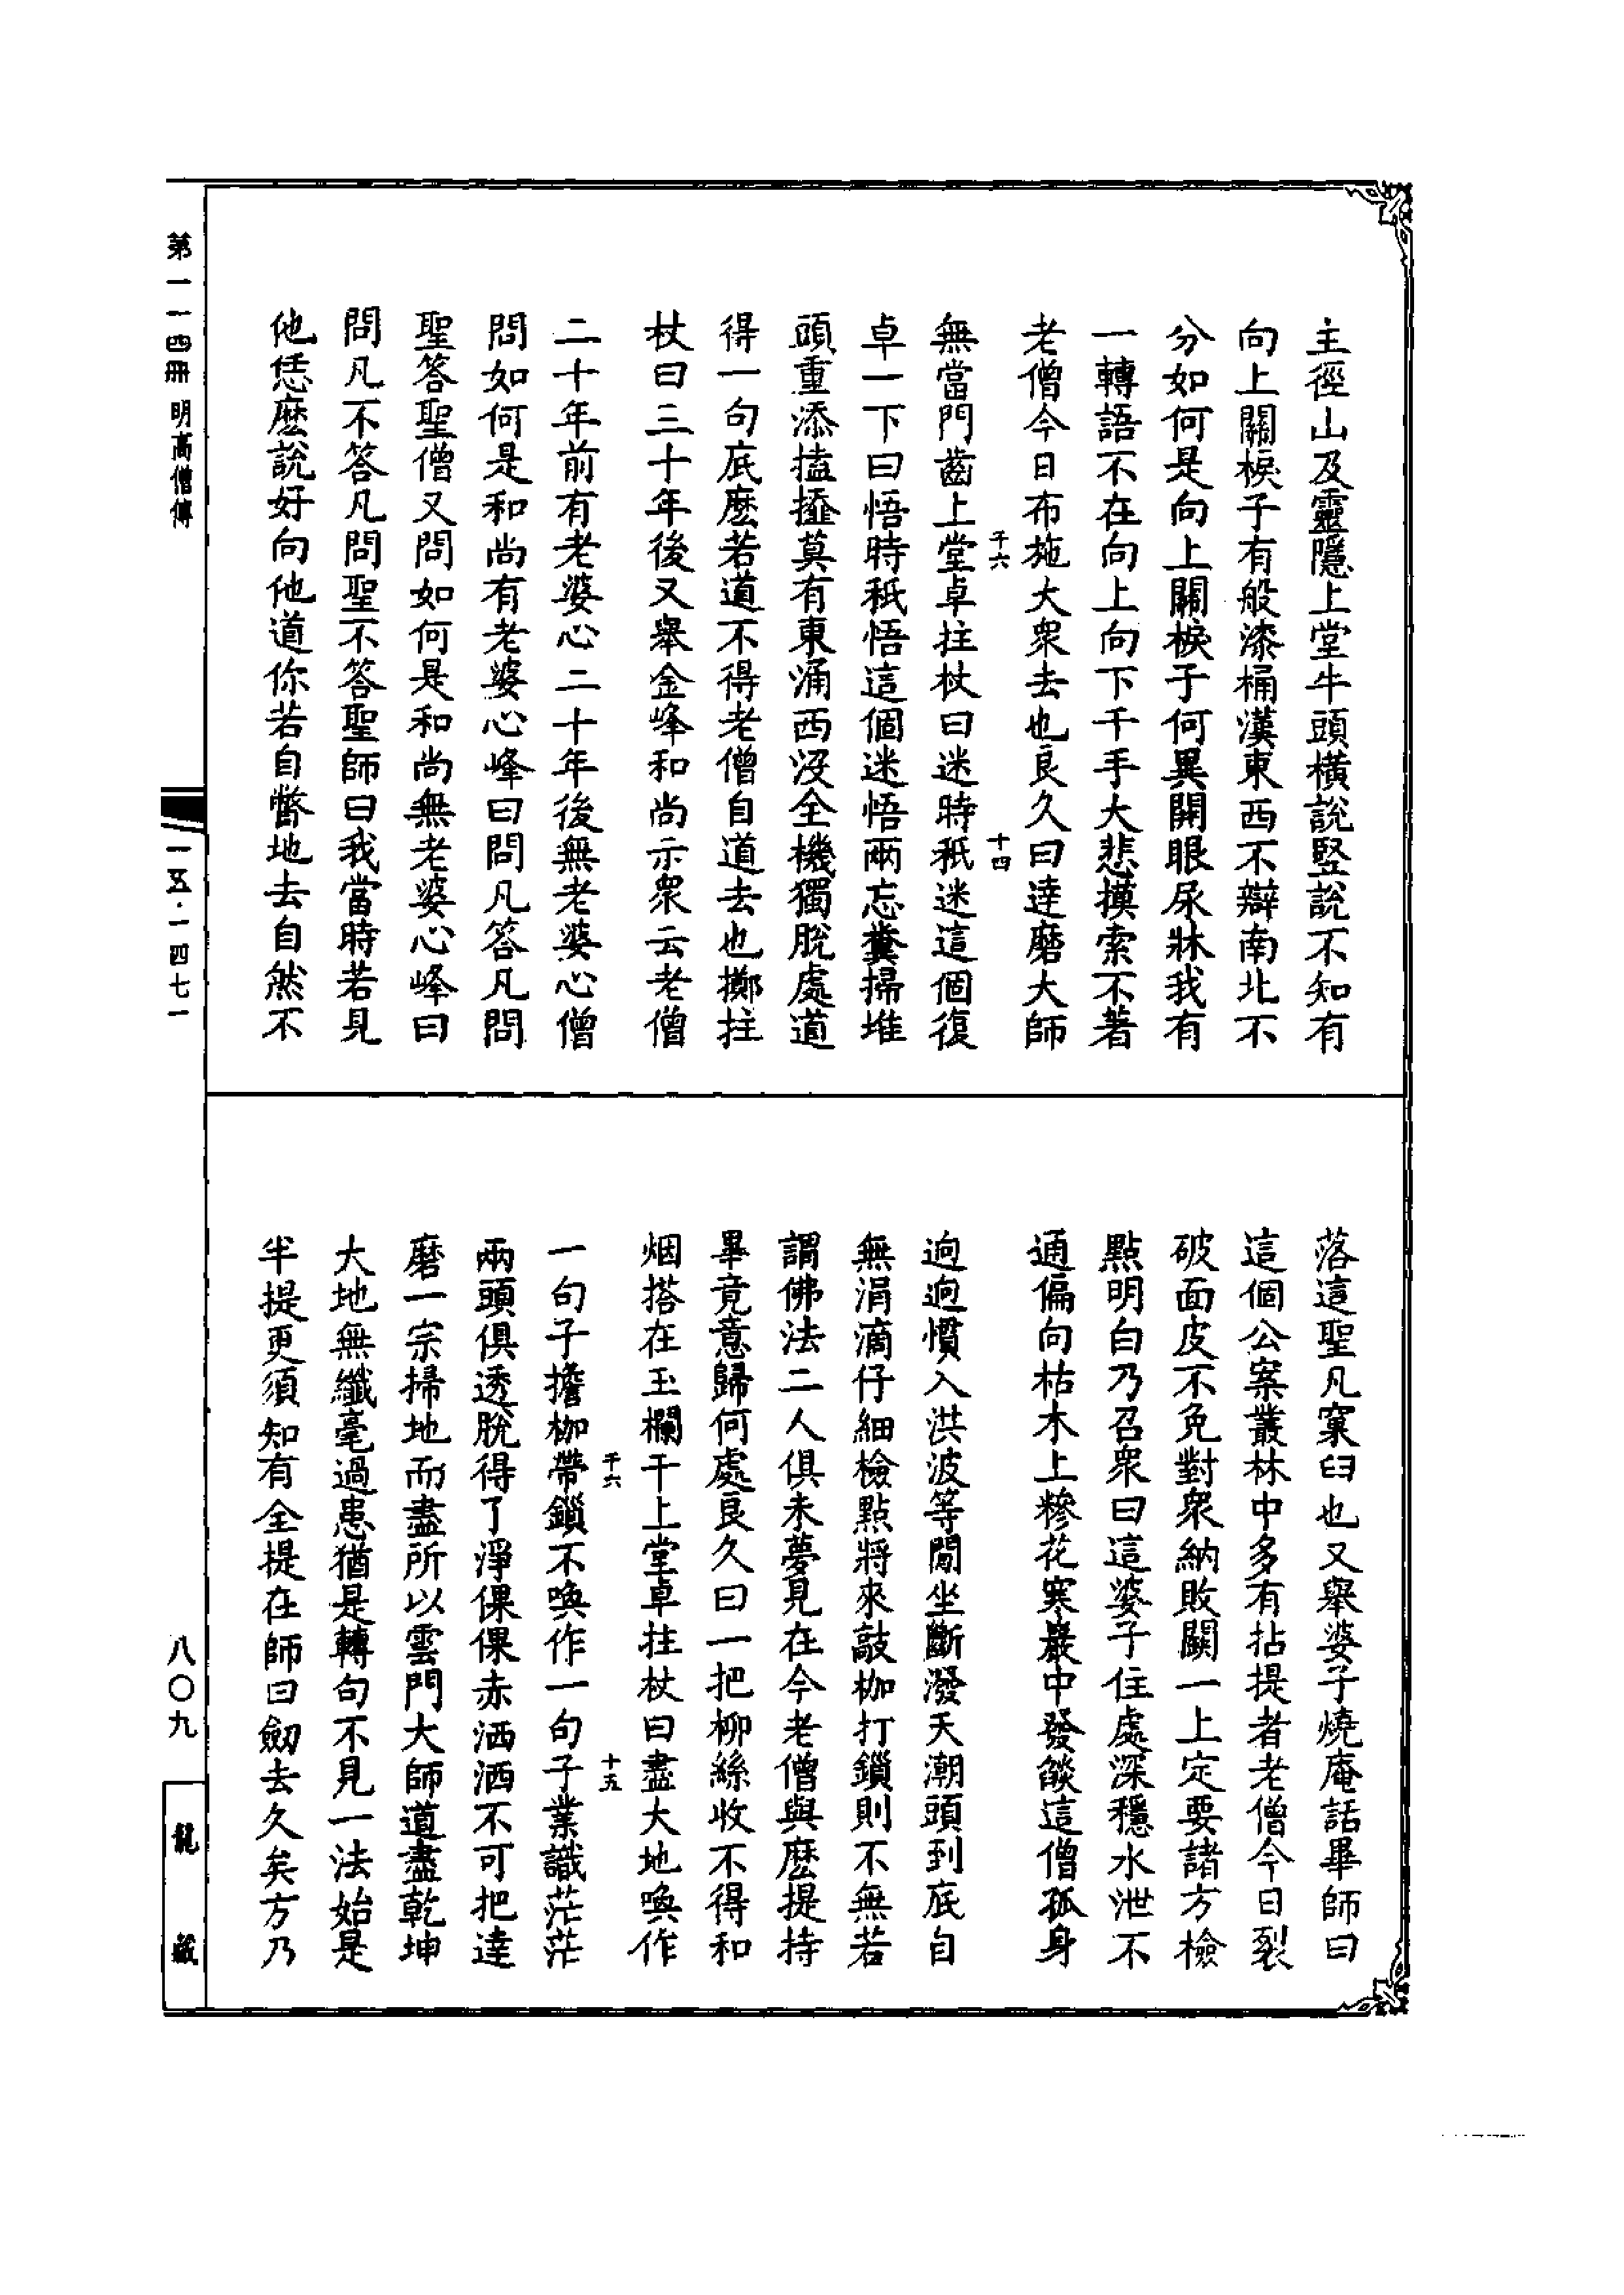 主徑山及靈隱上堂牛頭橫說竪說不知有
向上關棙子有般漆桶漢東西不辯南北不
分如何是向上關棙子何異開眼尿牀我有
一轉語不在向上向下千手大悲摸索不著
老僧今日布施大衆去也良久曰達磨大師
千六
十四
無當門齒上堂卓拄杖曰迷時秖迷這個復
卓一下曰悟時秖悟這個迷悟兩忘糞掃堆
頭重添搕𢶍莫有東涌西沒全機獨脫處道
得一句底麽若道不得老僧自道去也擲拄
杖曰三十年後又舉金峰和尚示衆云老僧
二十年前有老婆心二十年後無老婆心僧
問如何是和尚有老婆心峰曰問凡答凡問
聖答聖僧又問如何是和尚無老婆心峰曰
問凡不答凡問聖不答聖師曰我當時若見
他恁麽說好向他道你若自瞥地去自然不
落這聖凡窠臼也又舉婆子燒庵話畢師曰
這個公案叢林中多有拈提者老僧今日裂
破面皮不免對衆納敗闕一上定要諸方檢
點明白乃召衆曰這婆子住處深穩水泄不
通偏向枯木上糝花寒巖中發燄這僧孤身
逈逈慣入洪波等閒坐斷潑天潮頭到底自
無涓滴仔細檢點將來敲枷打鎖則不無若
謂佛法二人俱未夢見在今老僧與麽提持
畢竟意歸何處良久曰一把柳絲收不得和
烟搭在玉欄干上堂卓拄杖曰盡大地喚作
千六
十五
一句子擔枷帶鎖不喚作一句子業識茫茫
兩頭俱透脫得了淨倮倮赤洒洒不可把達
磨一宗掃地而盡所以雲門大師道盡乾坤
大地無纖毫過患猶是轉句不見一法始是
半提更須知有全提在師曰劒去久矣方乃
第一一四冊 明高僧傳
一五·一四七一
八〇九
龍藏